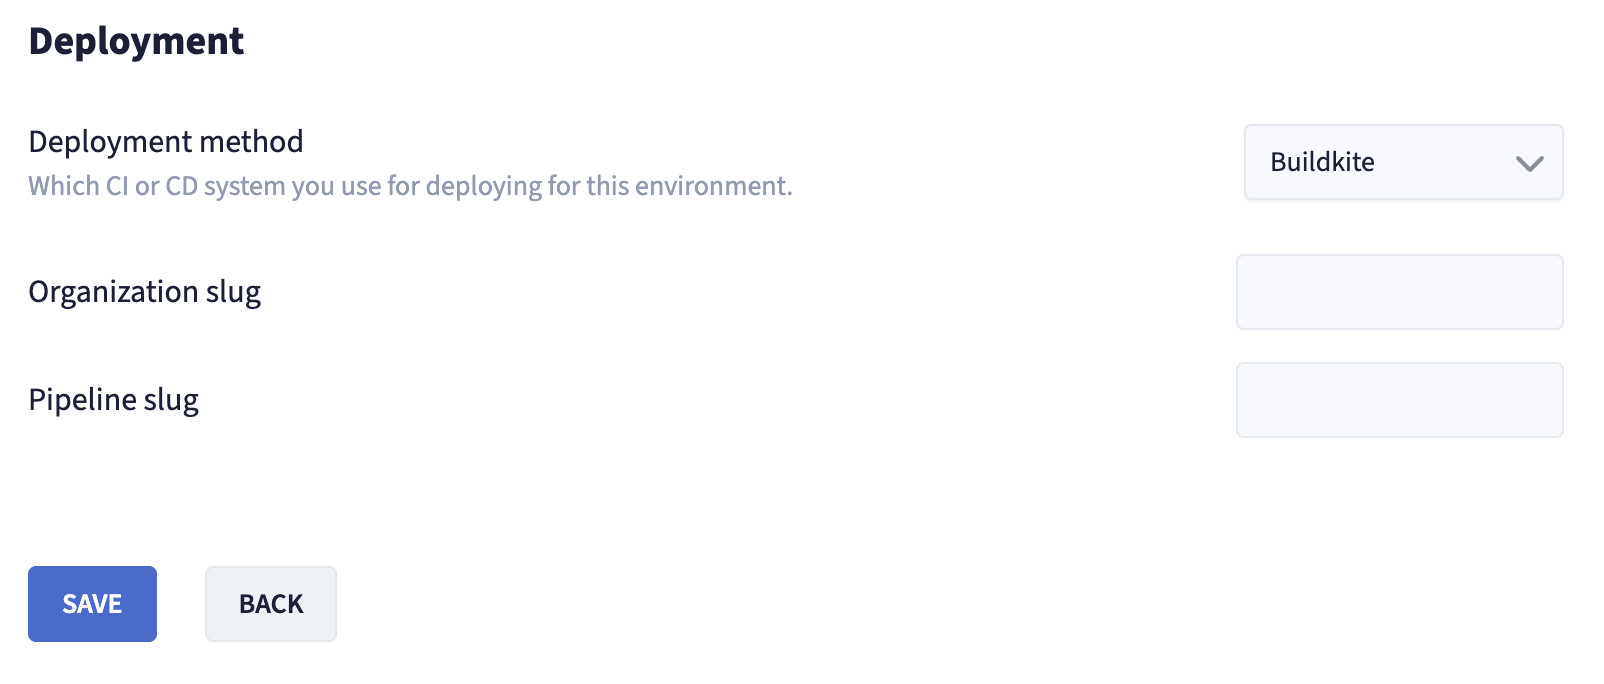 Deployment
Deployment method
Buildkite
Which CI or CD system you use for deploying for this environment.
Organization slug
Pipeline slug
SAVE
BACK